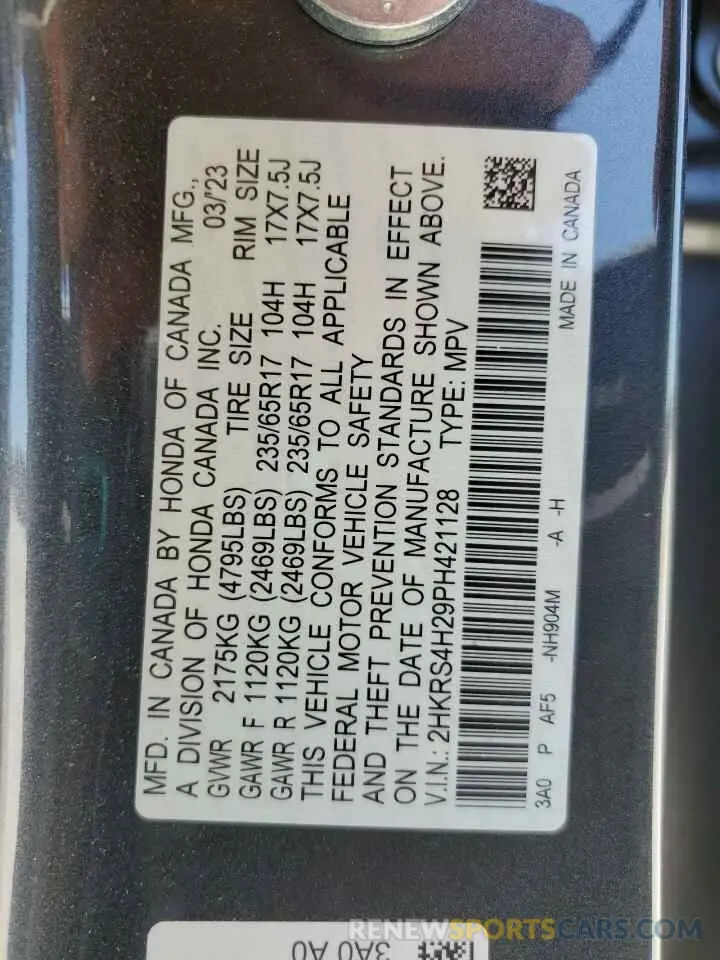 MFD. IN CANADA BY HONDA OF CANADA MFG.,
A DIVISION OF HONDA CANADA INC. 03/'23
GVWR 2175KG (4795LBS) TIRE SIZE RIM SIZE
GAWR F 1120KG (2469LBS) 235/65R17 104H 17X7.5J
GAWR R 1120KG (2469LBS) 235/65R17 104H 17X7.5J
THIS VEHICLE CONFORMS TO ALL APPLICABLE
FEDERAL MOTOR VEHICLE SAFETY
AND THEFT PREVENTION STANDARDS IN EFFECT
ON THE DATE OF MANUFACTURE SHOWN ABOVE.
V.I.N.: 2HKRS4H29PH421128 TYPE: MPV
3A0 P AF5 -NH904M -A -H MADE IN CANADA
3A0 A0
RENEWSPORTSCARS.COM